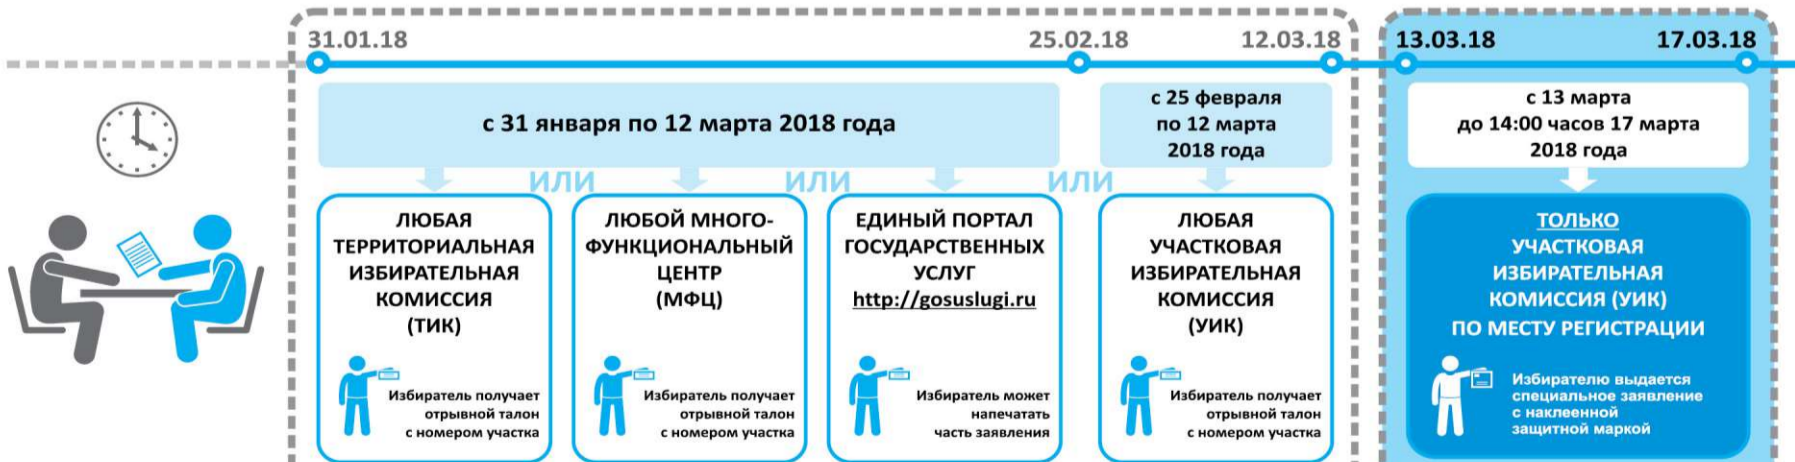 31.01.18
25.02.18
12.03.18
13.03.18
17.03.18
с 31 января по 12 марта 2018 года
с 25 февраля
по 12 марта
2018 года
с 13 марта
до 14:00 часов 17 марта
2018 года
ИЛИ
ИЛИ
ИЛИ
ЛЮБАЯ
ТЕРРИТОРИАЛЬНАЯ
ИЗБИРАТЕЛЬНАЯ
КОМИССИЯ
(ТИК)
Избиратель получает
отрывной талон
с номером участка
ЛЮБОЙ МНОГО-
ФУНКЦИОНАЛЬНЫЙ
ЦЕНТР
(МФЦ)
Избиратель получает
отрывной талон
с номером участка
ЕДИНЫЙ ПОРТАЛ
ГОСУДАРСТВЕННЫХ
УСЛУГ
http://gosuslugi.ru
Избиратель может
напечатать
часть заявления
ЛЮБАЯ
УЧАСТКОВАЯ
ИЗБИРАТЕЛЬНАЯ
КОМИССИЯ
(УИК)
Избиратель получает
отрывной талон
с номером участка
ТОЛЬКО
УЧАСТКОВАЯ
ИЗБИРАТЕЛЬНАЯ
КОМИССИЯ (УИК)
ПО МЕСТУ РЕГИСТРАЦИИ
Избирателю выдается
специальное заявление
с наклеенной
защитной маркой